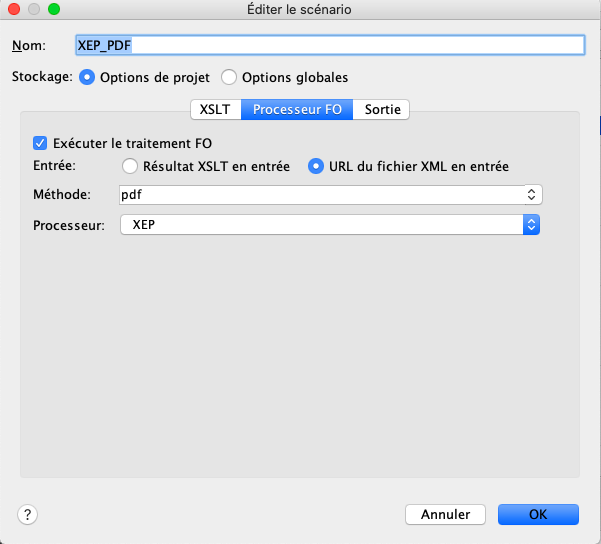 Éditer le scénario
Nom: XEP_PDF
Stockage: Options de projet Options globales
XSLT Processeur FO Sortie
Exécuter le traitement FO
Entrée: Résultat XSLT en entrée URL du fichier XML en entrée
Méthode: pdf
Processeur: XEP
? Annuler OK